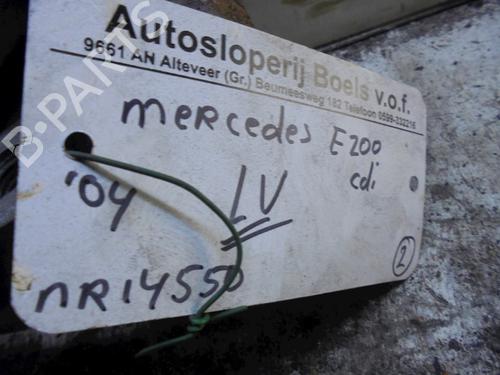 Autosloperij Boels v.o.f.
9661 AN Alteveer (Gr.) Beumeesweg 182 Telefoon 0599-332216
B-PARTS
mercedes E200
cdi
'04
LV
nR 14550
2